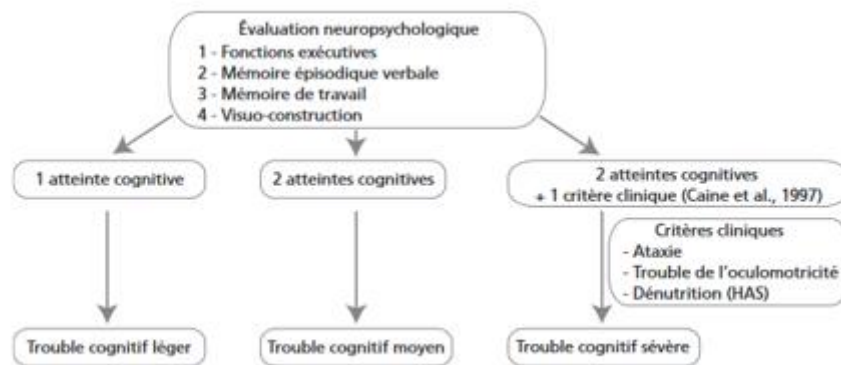 Évaluation neuropsychologique
1 - Fonctions exécutives
2 - Mémoire épisodique verbale
3 - Mémoire de travail
4 - Visuo-construction
1 atteinte cognitive
2 atteintes cognitives
2 atteintes cognitives
+ 1 critère clinique (Caine et al., 1997)
Critères cliniques
- Ataxie
- Trouble de l'oculomotricité
- Dénutrition (HAS)
Trouble cognitif léger
Trouble cognitif moyen
Trouble cognitif sévère